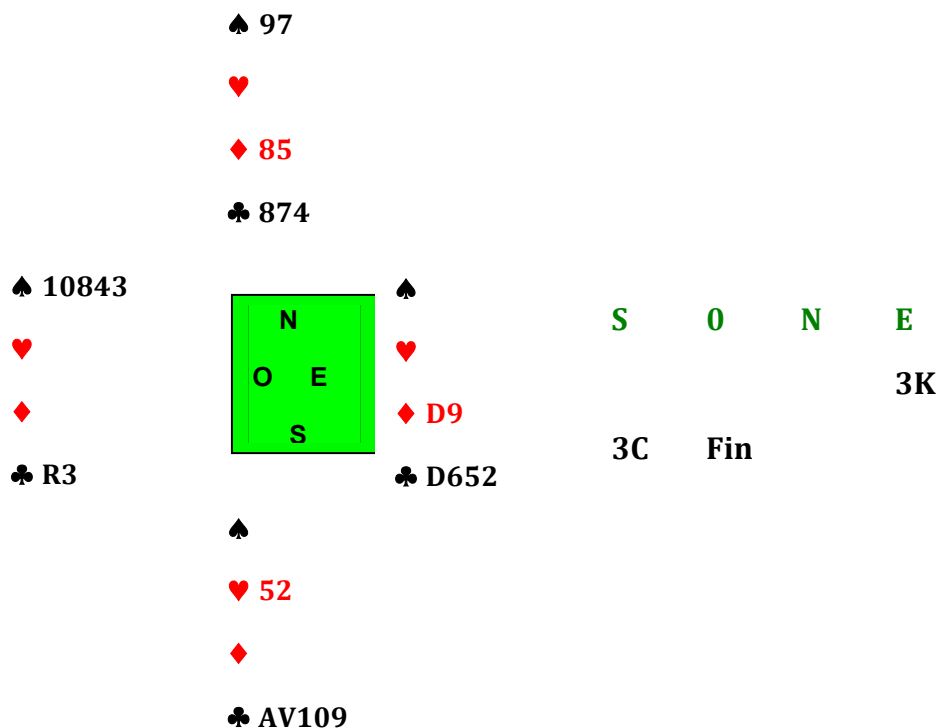 ♠ 97
♥
♦ 85
♣ 874
♠ 10843
♥
♦
♣ R3
N
O E
S
♠
♥
♦ D9
♣ D652
S O N E
3K
3C Fin
♠
♥ 52
♦
♣ AV109